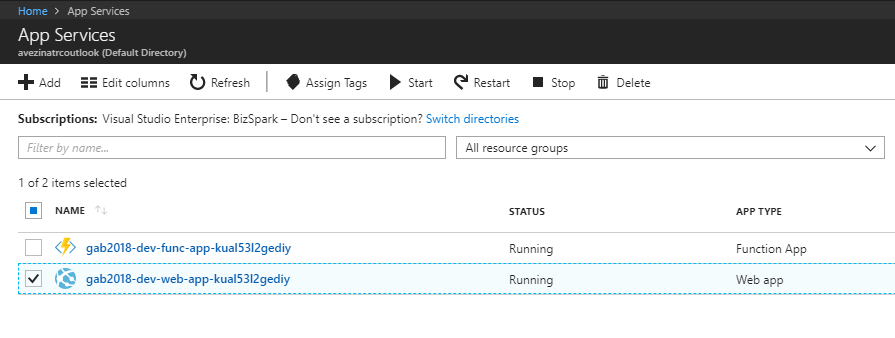 Home > App Services
App Services
avezinatrcoutlook (Default Directory)
Add Edit columns Refresh Assign Tags Start Restart Stop Delete
Subscriptions: Visual Studio Enterprise: BizSpark – Don't see a subscription? Switch directories
Filter by name... All resource groups
1 of 2 items selected
NAME STATUS APP TYPE
gab2018-dev-func-app-kual53l2gediy Running Function App
gab2018-dev-web-app-kual53l2gediy Running Web app